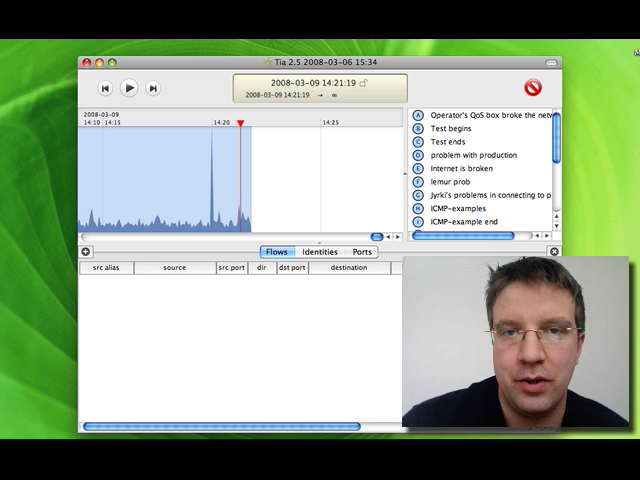 Tia 2.5 2008-03-06 15:34
2008-03-09 14:21:19
2008-03-09 14:21:19 → ∞
2008-03-09
14:10 14:15 14:20 14:25
A Operator's QoS box broke the netw
B Test begins
C Test ends
D problem with production
E Internet is broken
F lemur prob
G Jyrki's problems in connecting to p
H ICMP-examples
I ICMP-example end
Flows Identities Ports
src alias source src port dir dst port destination